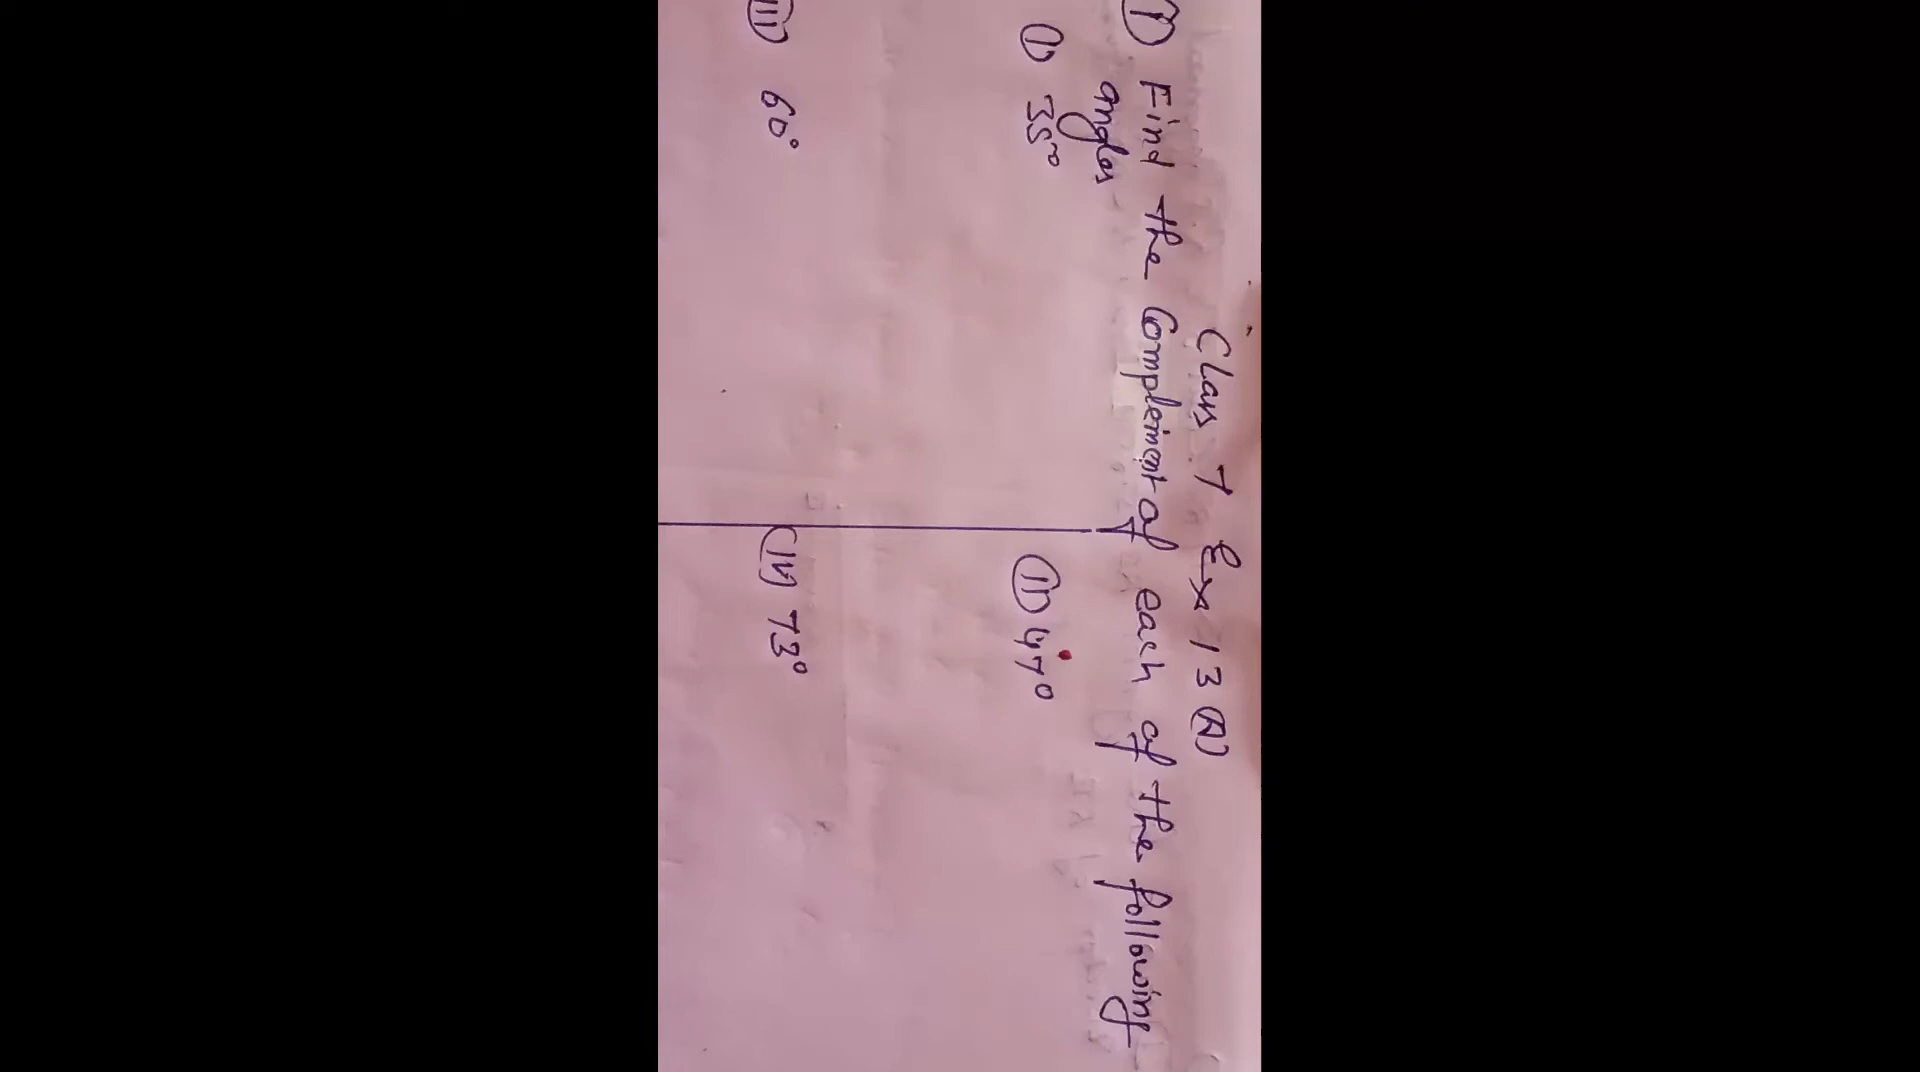 Class 7 Ex 13 (A)
① Find the Complement of each of the following
angles
(i) 35°
(ii) 47°
(iii) 60°
(iv) 73°